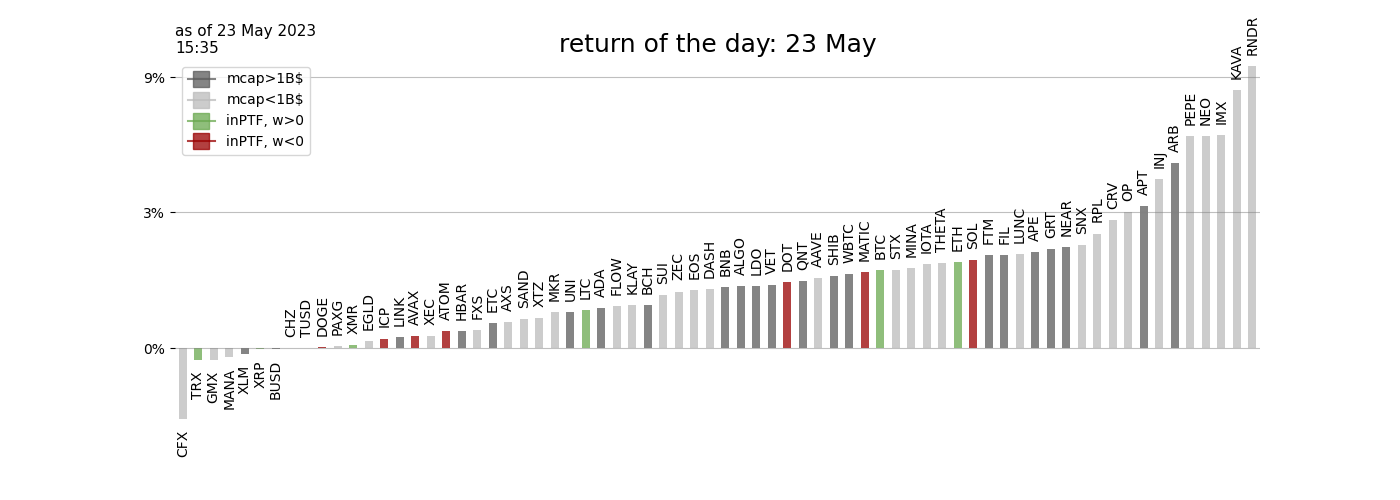 as of 23 May 2023
15:35
return of the day: 23 May
mcap>1B$
mcap<1B$
inPTF, w>0
inPTF, w<0
9%
3%
0%
CFX
TRX
GMX
MANA
XLM
XRP
BUSD
CHZ
TUSD
DOGE
PAXG
XMR
EGLD
ICP
LINK
AVAX
XEC
ATOM
HBAR
FXS
ETC
AXS
SAND
XTZ
MKR
UNI
LTC
ADA
FLOW
KLAY
BCH
SUI
ZEC
EOS
DASH
BNB
ALGO
LDO
VET
DOT
QNT
AAVE
SHIB
WBTC
MATIC
BTC
STX
MINA
IOTA
THETA
ETH
SOL
FTM
FIL
LUNC
APE
GRT
NEAR
SNX
RPL
CRV
OP
APT
INJ
ARB
PEPE
NEO
IMX
KAVA
RNDR